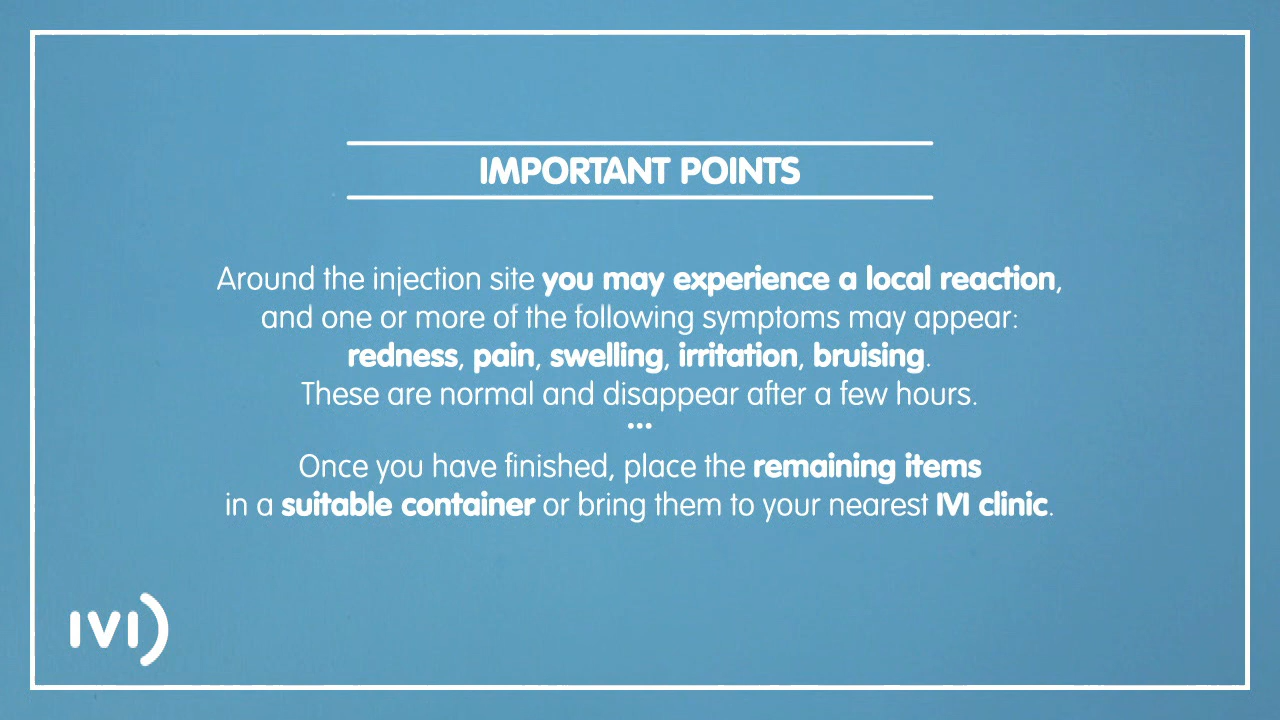 IMPORTANT POINTS
Around the injection site you may experience a local reaction,
and one or more of the following symptoms may appear:
redness, pain, swelling, irritation, bruising.
These are normal and disappear after a few hours.
•••
Once you have finished, place the remaining items
in a suitable container or bring them to your nearest IVI clinic.
IVI